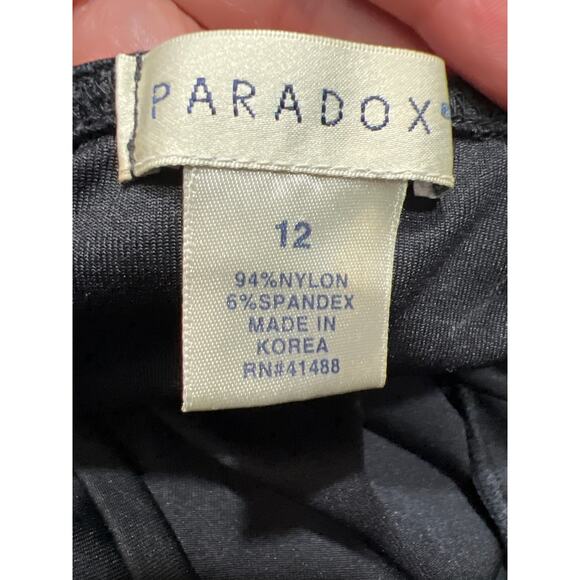 PARADOX®
12
94%NYLON
6%SPANDEX
MADE IN
KOREA
RN#41488